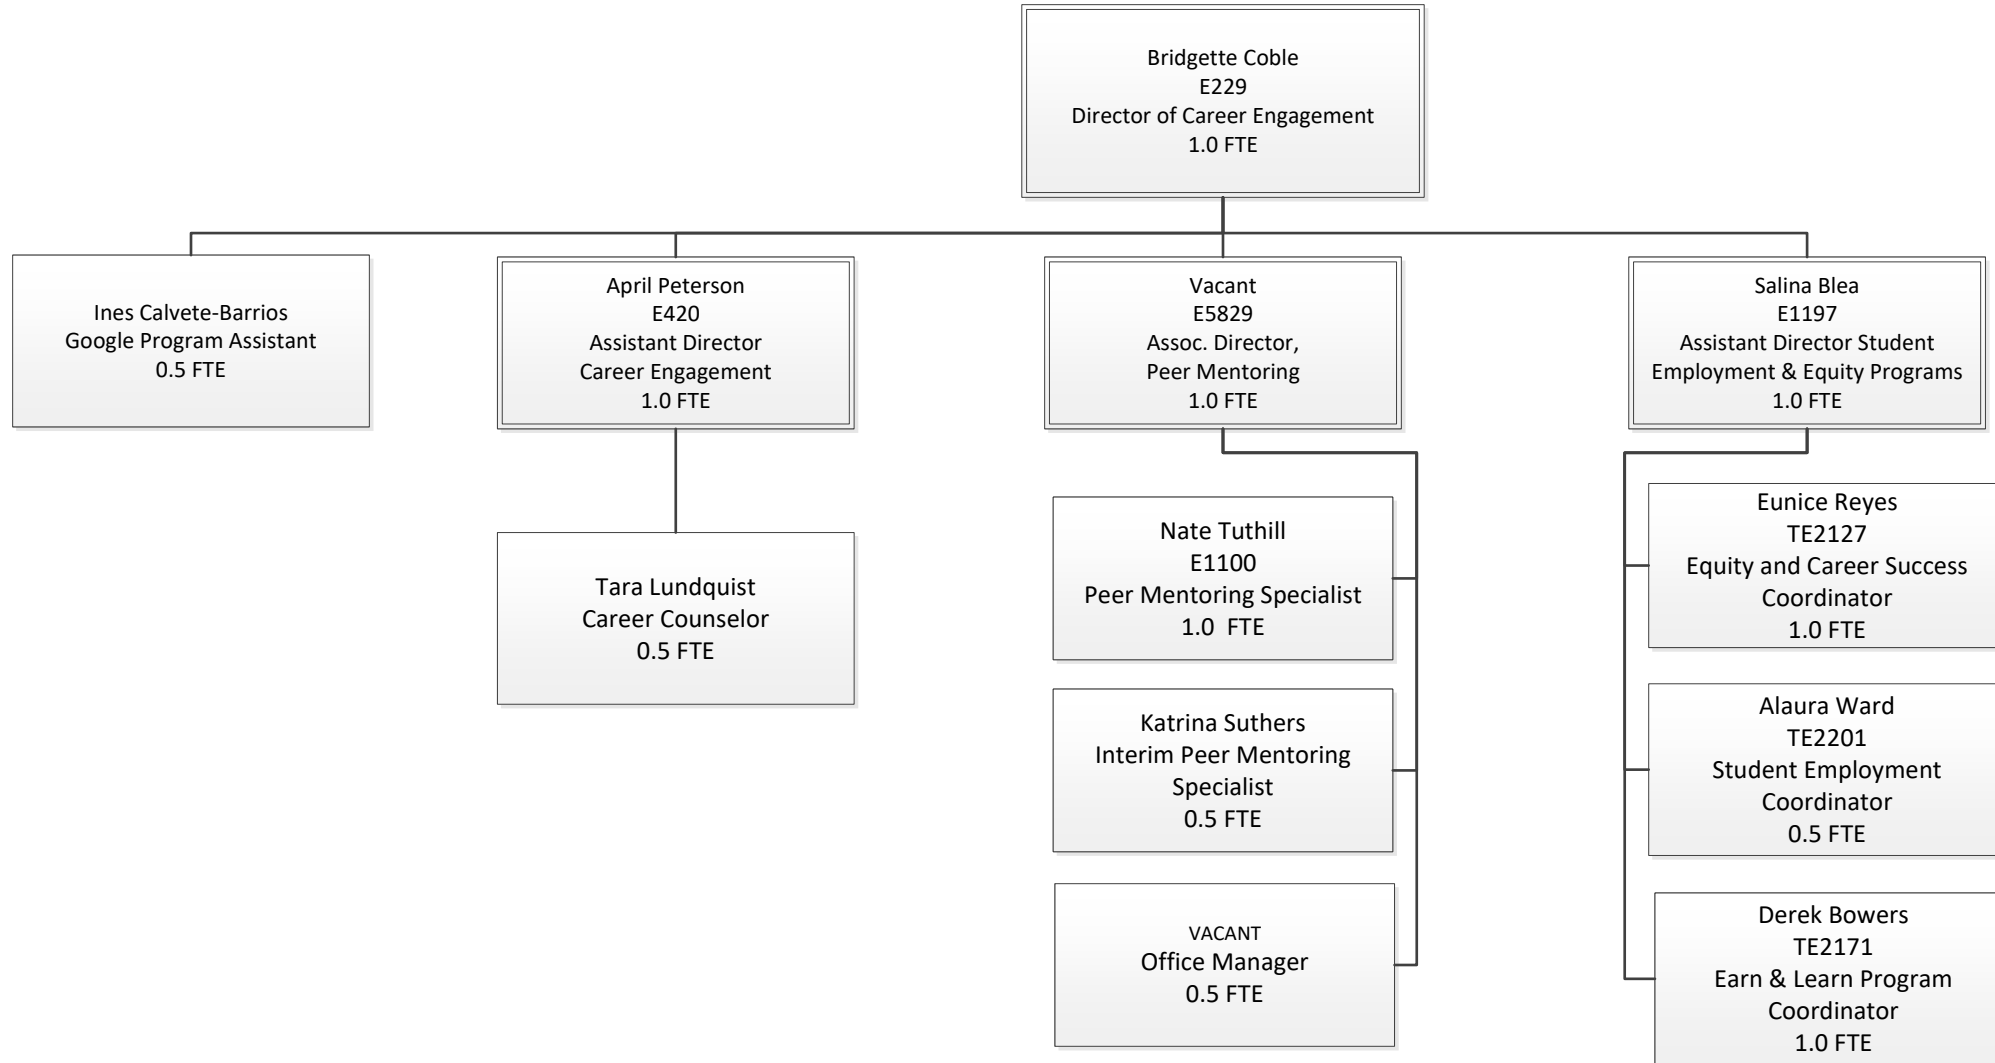 Bridgette Coble
E229
Director of Career Engagement
1.0 FTE
Ines Calvete-Barrios
Google Program Assistant
0.5 FTE
April Peterson
E420
Assistant Director
Career Engagement
1.0 FTE
Vacant
E5829
Assoc. Director,
Peer Mentoring
1.0 FTE
Salina Blea
E1197
Assistant Director Student
Employment & Equity Programs
1.0 FTE
Tara Lundquist
Career Counselor
0.5 FTE
Nate Tuthill
E1100
Peer Mentoring Specialist
1.0  FTE
Katrina Suthers
Interim Peer Mentoring
Specialist
0.5 FTE
VACANT
Office Manager
0.5 FTE
Eunice Reyes
TE2127
Equity and Career Success
Coordinator
1.0 FTE
Alaura Ward
TE2201
Student Employment
Coordinator
0.5 FTE
Derek Bowers
TE2171
Earn & Learn Program
Coordinator
1.0 FTE